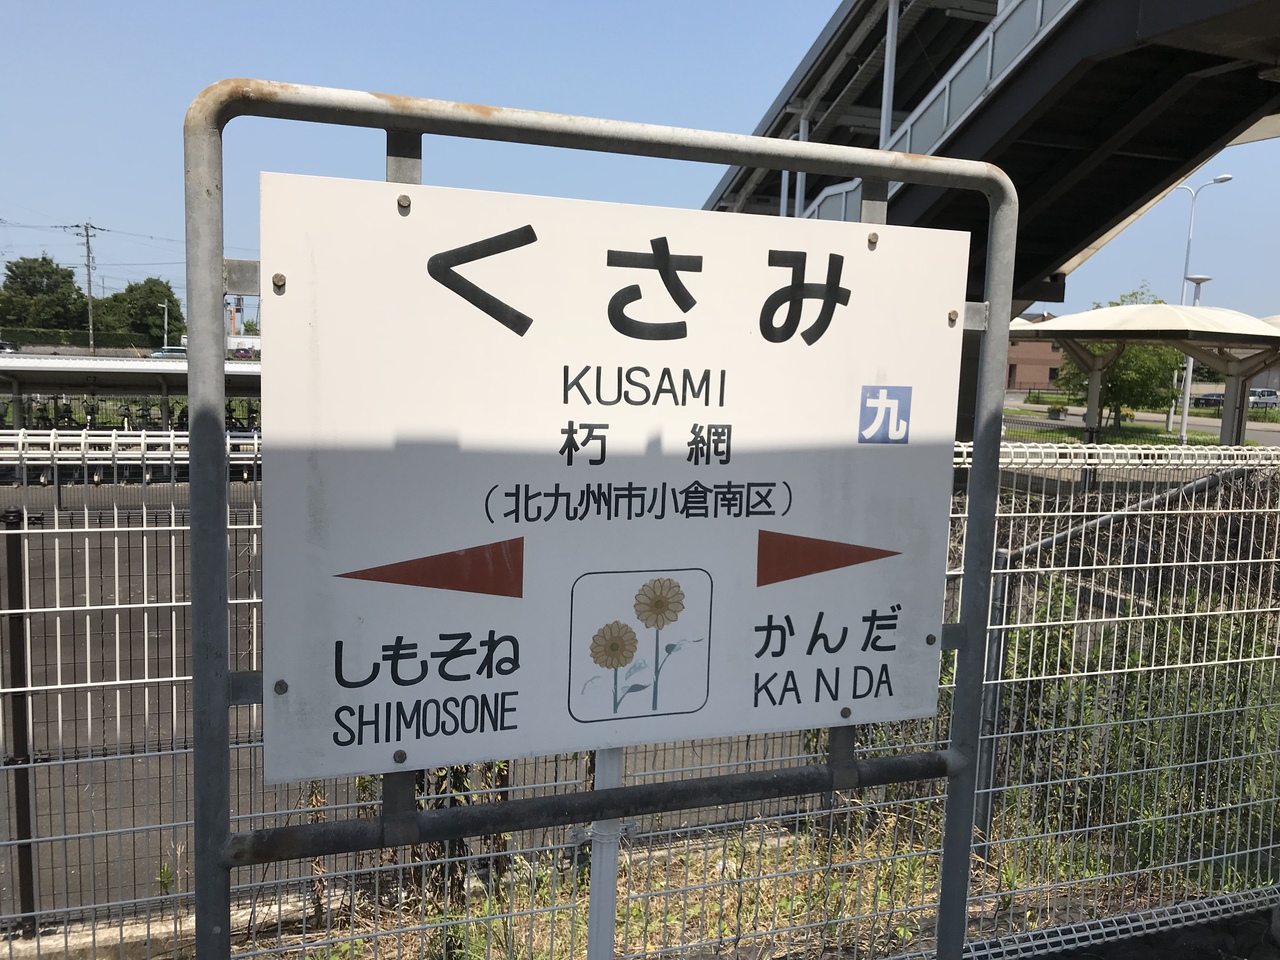 くさみ
KUSAMI
朽 網
九
(北九州市小倉南区)
しもそね
SHIMOSONE
かんだ
KANDA